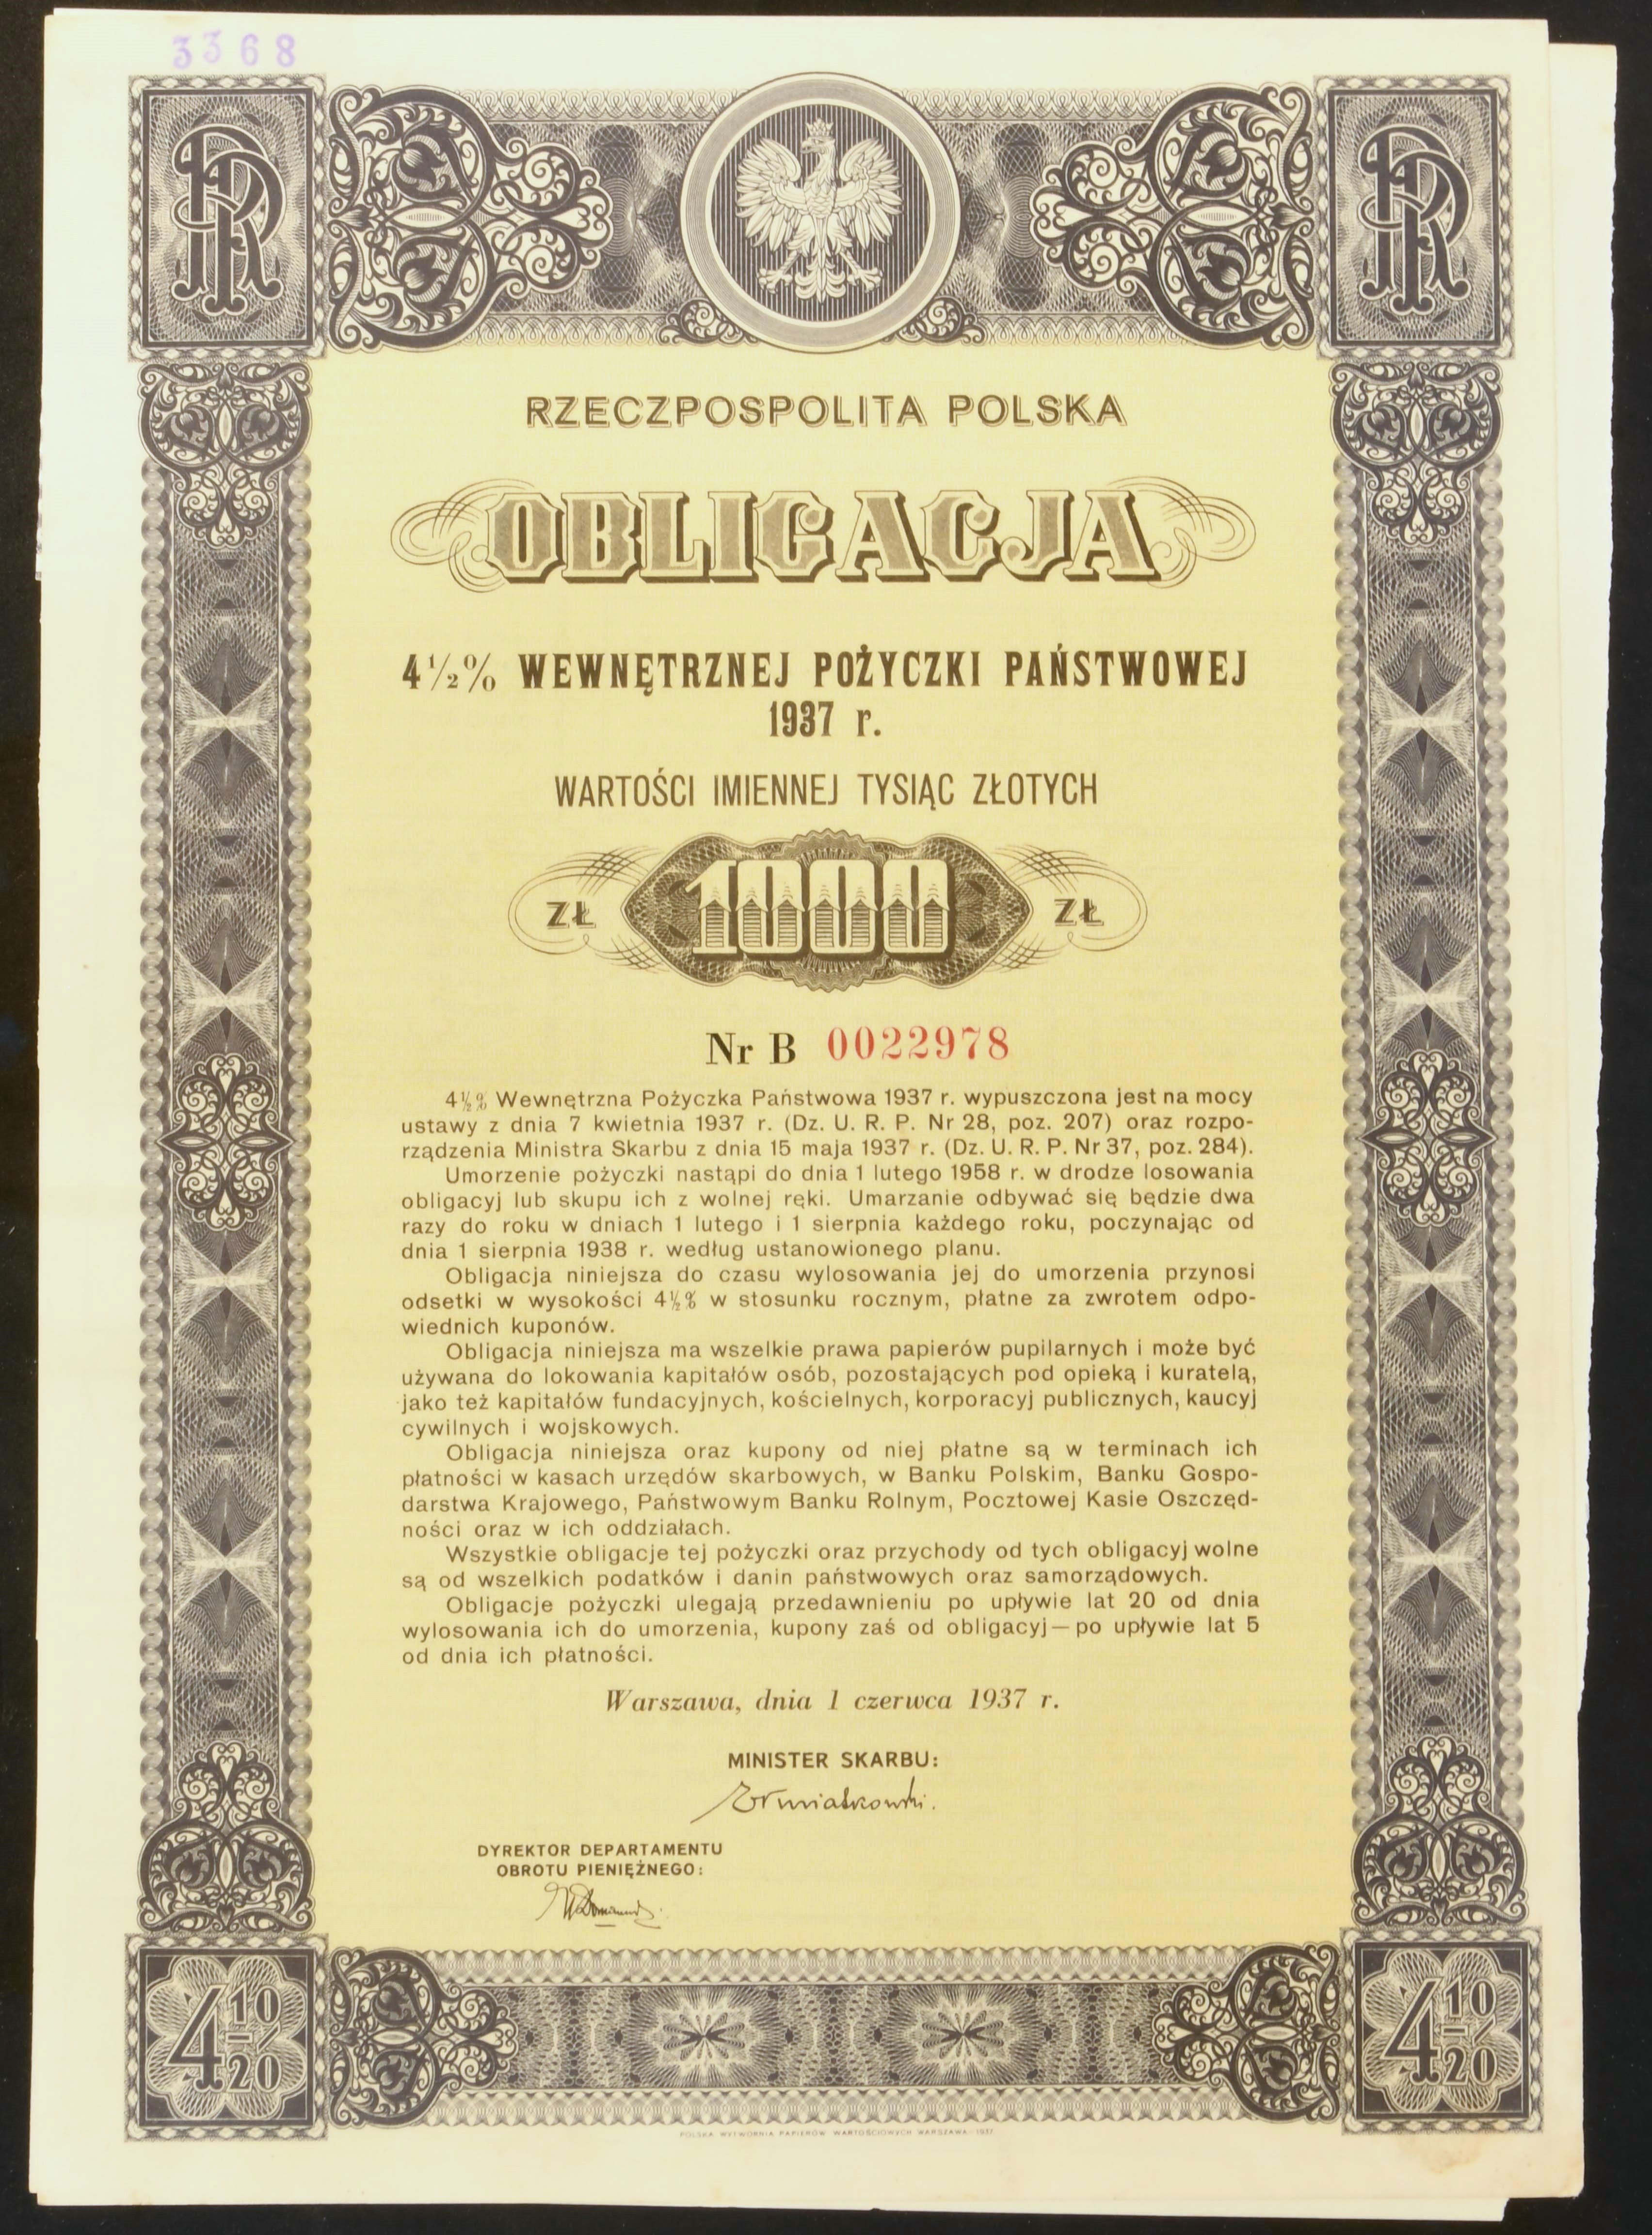 3368
RP
RP
RZECZPOSPOLITA POLSKA
OBLIGACJA
4½% WEWNĘTRZNEJ POŻYCZKI PAŃSTWOWEJ
1937 r.
WARTOŚCI IMIENNEJ TYSIĄC ZŁOTYCH
ZŁ 1000 ZŁ
Nr B 0022978
4½% Wewnętrzna Pożyczka Państwowa 1937 r. wypuszczona jest na mocy
ustawy z dnia 7 kwietnia 1937 r. (Dz. U. R. P. Nr 28, poz. 207) oraz rozpo-
rządzenia Ministra Skarbu z dnia 15 maja 1937 r. (Dz. U. R. P. Nr 37, poz. 284).
Umorzenie pożyczki nastąpi do dnia 1 lutego 1958 r. w drodze losowania
obligacyj lub skupu ich z wolnej ręki. Umarzanie odbywać się będzie dwa
razy do roku w dniach 1 lutego i 1 sierpnia każdego roku, poczynając od
dnia 1 sierpnia 1938 r. według ustanowionego planu.
Obligacja niniejsza do czasu wylosowania jej do umorzenia przynosi
odsetki w wysokości 4½% w stosunku rocznym, płatne za zwrotem odpo-
wiednich kuponów.
Obligacja niniejsza ma wszelkie prawa papierów pupilarnych i może być
używana do lokowania kapitałów osób, pozostających pod opieką i kuratelą,
jako też kapitałów fundacyjnych, kościelnych, korporacyj publicznych, kaucyj
cywilnych i wojskowych.
Obligacja niniejsza oraz kupony od niej płatne są w terminach ich
płatności w kasach urzędów skarbowych, w Banku Polskim, Banku Gospo-
darstwa Krajowego, Państwowym Banku Rolnym, Pocztowej Kasie Oszczęd-
ności oraz w ich oddziałach.
Wszystkie obligacje tej pożyczki oraz przychody od tych obligacyj wolne
są od wszelkich podatków i danin państwowych oraz samorządowych.
Obligacje pożyczki ulegają przedawnieniu po upływie lat 20 od dnia
wylosowania ich do umorzenia, kupony zaś od obligacyj — po upływie lat 5
od dnia ich płatności.
Warszawa, dnia 1 czerwca 1937 r.
MINISTER SKARBU:
DYREKTOR DEPARTAMENTU
OBROTU PIENIĘŻNEGO:
4 10/20 %
4 10/20 %
POLSKA WYTWÓRNIA PAPIERÓW WARTOŚCIOWYCH WARSZAWA—1937.